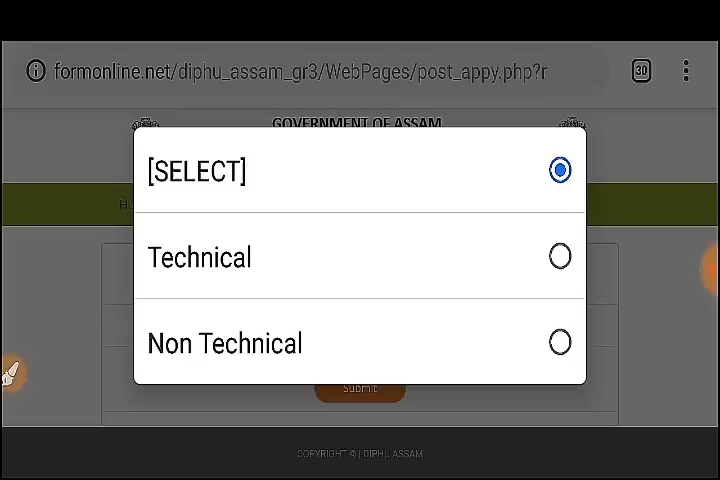 formonline.net/diphu_assam_gr3/WebPages/post_appy.php?r
30
GOVERNMENT OF ASSAM
[SELECT]
Technical
Non Technical
Submit
COPYRIGHT © | DIPHU ASSAM